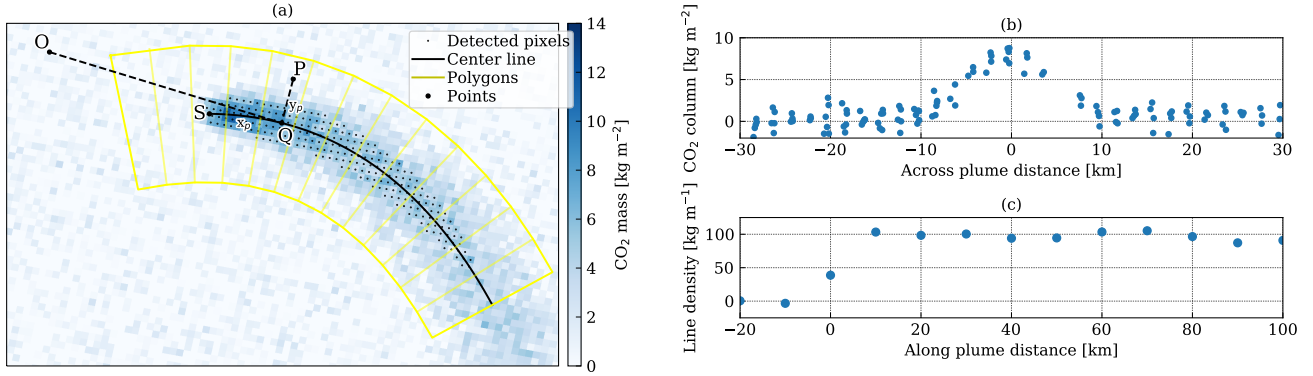 (a)
O
P
S
x_ρ
y_ρ
Q
Detected pixels
Center line
Polygons
Points
14
12
10
8
6
4
2
0
CO₂ mass [kg m⁻²]
(b)
CO₂ column [kg m⁻²]
10
5
0
−30 −20 −10 0 10 20 30
Across plume distance [km]
(c)
Line density [kg m⁻¹]
100
50
0
−20 0 20 40 60 80 100
Along plume distance [km]